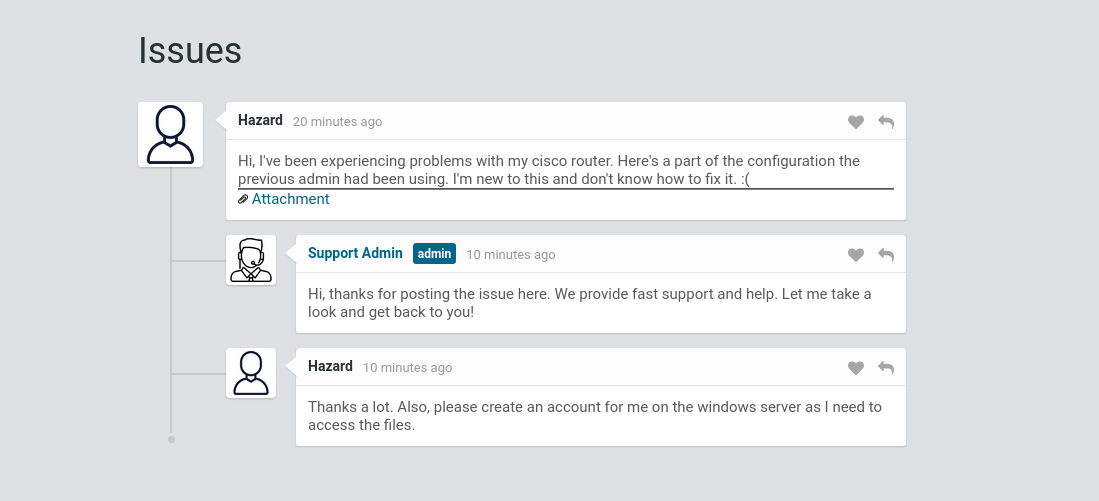 Issues
Hazard 20 minutes ago
Hi, I've been experiencing problems with my cisco router. Here's a part of the configuration the
previous admin had been using. I'm new to this and don't know how to fix it. :(
Attachment
Support Admin admin 10 minutes ago
Hi, thanks for posting the issue here. We provide fast support and help. Let me take a
look and get back to you!
Hazard 10 minutes ago
Thanks a lot. Also, please create an account for me on the windows server as I need to
access the files.